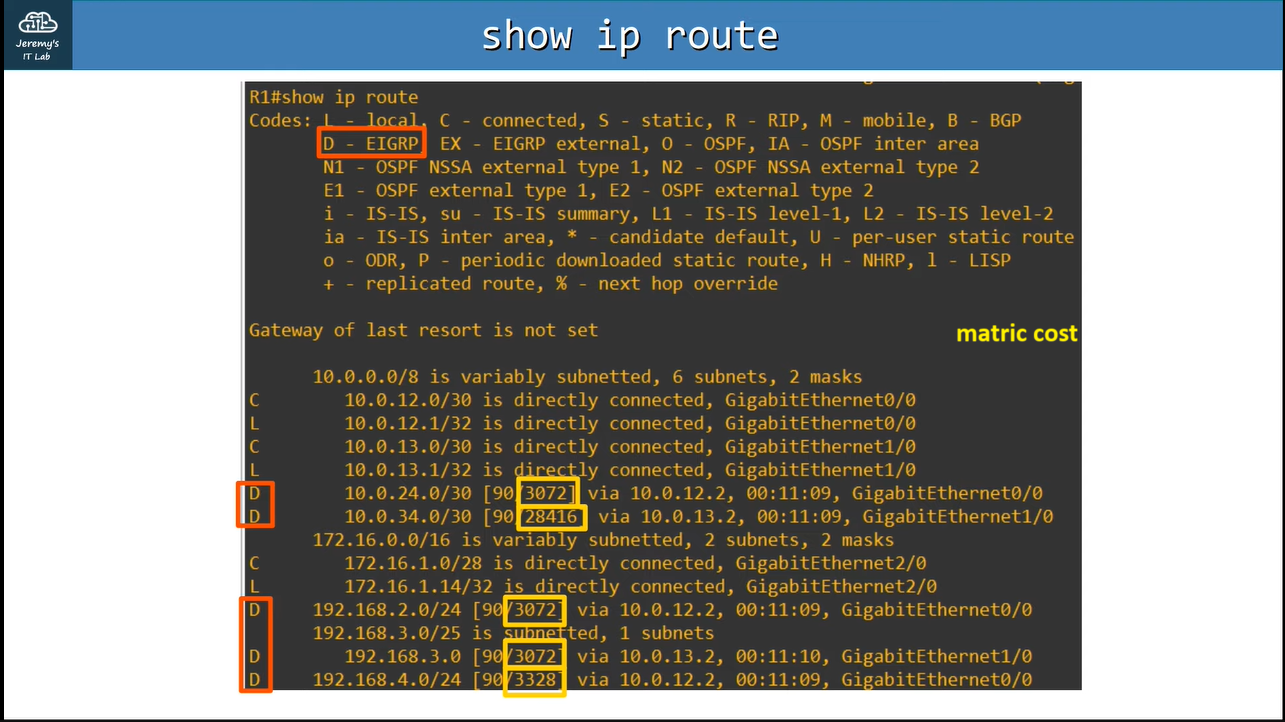 Jeremy's
IT Lab
show ip route
R1#show ip route
Codes: L - local, C - connected, S - static, R - RIP, M - mobile, B - BGP
D - EIGRP, EX - EIGRP external, O - OSPF, IA - OSPF inter area
N1 - OSPF NSSA external type 1, N2 - OSPF NSSA external type 2
E1 - OSPF external type 1, E2 - OSPF external type 2
i - IS-IS, su - IS-IS summary, L1 - IS-IS level-1, L2 - IS-IS level-2
ia - IS-IS inter area, * - candidate default, U - per-user static route
o - ODR, P - periodic downloaded static route, H - NHRP, l - LISP
+ - replicated route, % - next hop override
Gateway of last resort is not set
matric cost
10.0.0.0/8 is variably subnetted, 6 subnets, 2 masks
C 10.0.12.0/30 is directly connected, GigabitEthernet0/0
L 10.0.12.1/32 is directly connected, GigabitEthernet0/0
C 10.0.13.0/30 is directly connected, GigabitEthernet1/0
L 10.0.13.1/32 is directly connected, GigabitEthernet1/0
D 10.0.24.0/30 [90/3072] via 10.0.12.2, 00:11:09, GigabitEthernet0/0
D 10.0.34.0/30 [90/28416] via 10.0.13.2, 00:11:09, GigabitEthernet1/0
172.16.0.0/16 is variably subnetted, 2 subnets, 2 masks
C 172.16.1.0/28 is directly connected, GigabitEthernet2/0
L 172.16.1.14/32 is directly connected, GigabitEthernet2/0
D 192.168.2.0/24 [90/3072] via 10.0.12.2, 00:11:09, GigabitEthernet0/0
192.168.3.0/25 is subnetted, 1 subnets
D 192.168.3.0 [90/3072] via 10.0.13.2, 00:11:10, GigabitEthernet1/0
D 192.168.4.0/24 [90/3328] via 10.0.12.2, 00:11:09, GigabitEthernet0/0